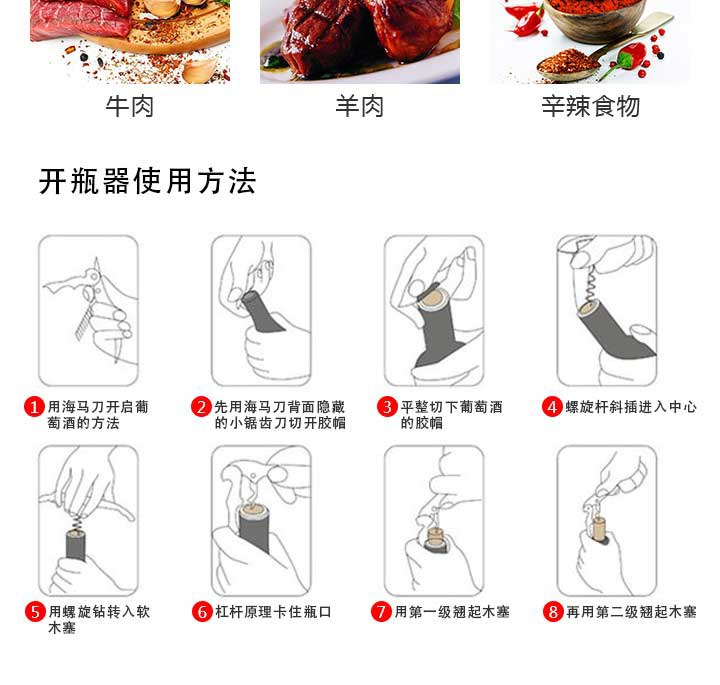 牛肉 羊肉 辛辣食物
开瓶器使用方法
1 用海马刀开启葡
萄酒的方法
2 先用海马刀背面隐藏
的小锯齿刀切开胶帽
3 平整切下葡萄酒
的胶帽
4 螺旋杆斜插进入中心
5 用螺旋钻转入软
木塞
6 杠杆原理卡住瓶口
7 用第一级翘起木塞
8 再用第二级翘起木塞